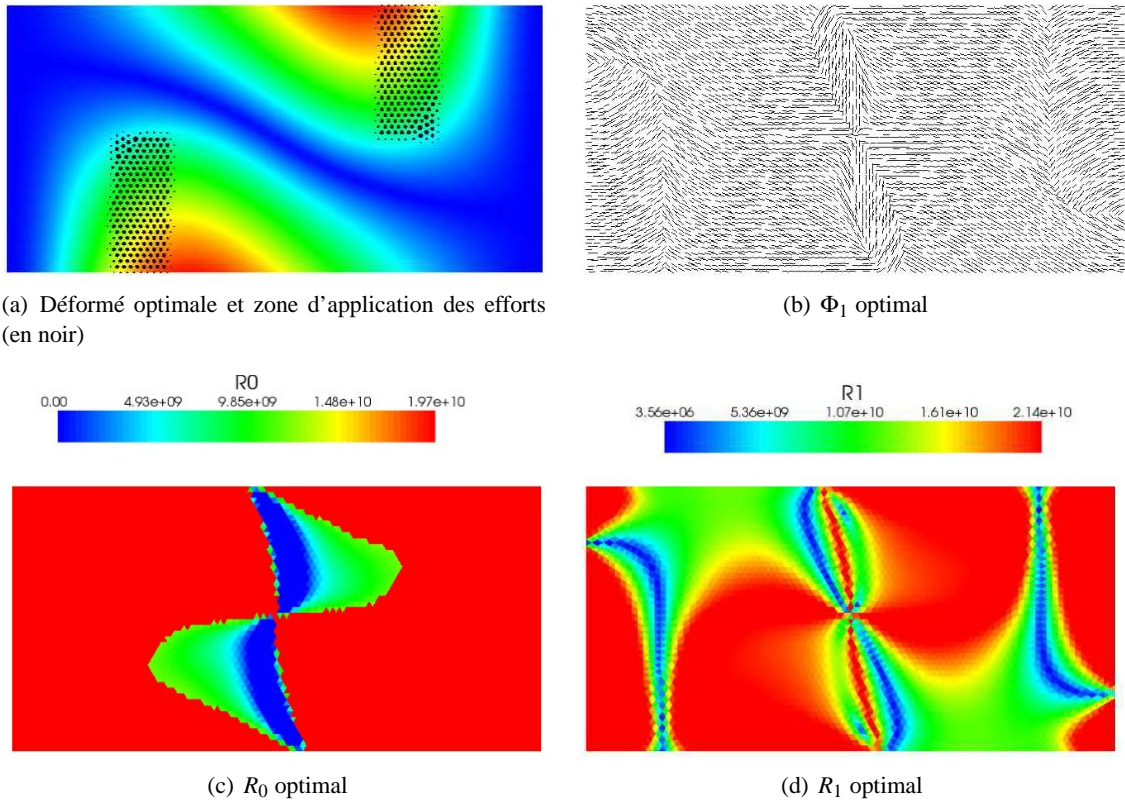 (a) Déformé optimale et zone d'application des efforts
(en noir)
(b) Φ1 optimal
R0
0.00 4.93e+09 9.85e+09 1.48e+10 1.97e+10
R1
3.56e+06 5.36e+09 1.07e+10 1.61e+10 2.14e+10
(c) R0 optimal
(d) R1 optimal